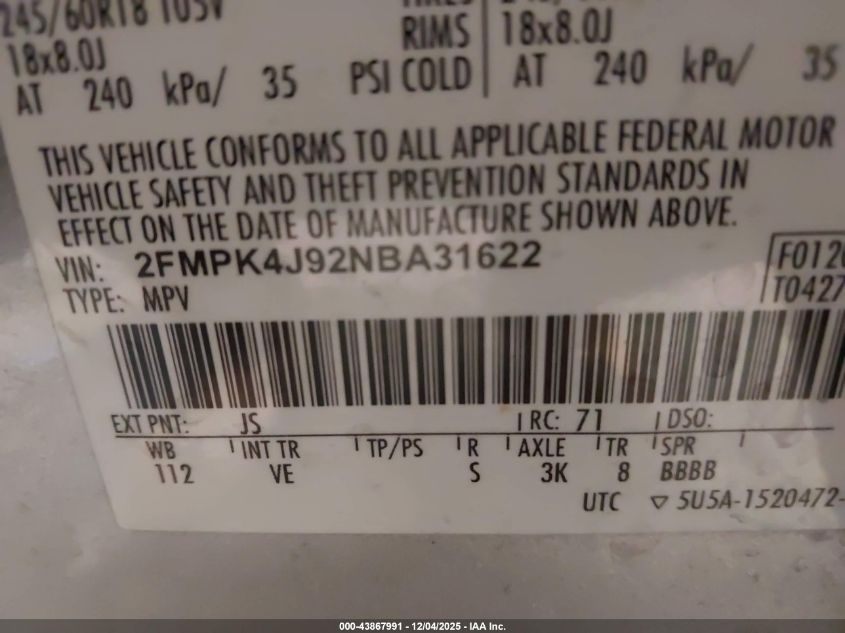 245/60R18 105V
RIMS 18x8.0J
18x8.0J
AT 240 kPa/ 35 PSI COLD AT 240 kPa/ 35
THIS VEHICLE CONFORMS TO ALL APPLICABLE FEDERAL MOTOR
VEHICLE SAFETY AND THEFT PREVENTION STANDARDS IN
EFFECT ON THE DATE OF MANUFACTURE SHOWN ABOVE.
VIN: 2FMPK4J92NBA31622
F012
TYPE: MPV
T0427
EXT PNT: JS RC: 71 DSO:
WB INT TR TP/PS R AXLE TR SPR
112 VE S 3K 8 BBBB
UTC ▽ 5U5A-1520472-
000-43867991 - 12/04/2025 - IAA Inc.